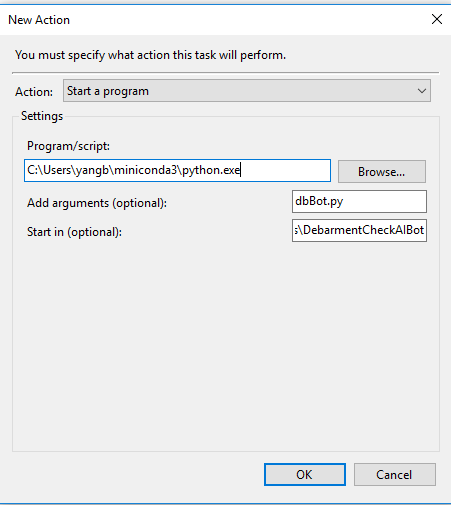 New Action
You must specify what action this task will perform.
Action: Start a program
Settings
Program/script:
C:\Users\yangb\miniconda3\python.exe
Browse...
Add arguments (optional): dbBot.py
Start in (optional): s\DebarmentCheckAIBot
OK Cancel